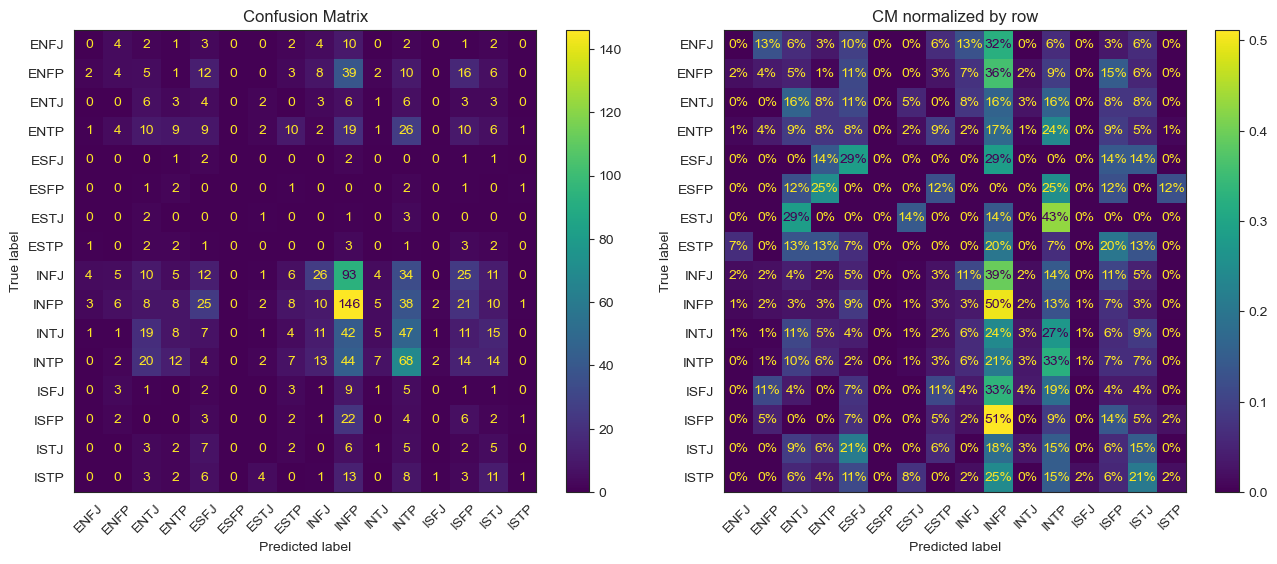 Confusion Matrix
ENFJ 0 4 2 1 3 0 0 2 4 10 0 2 0 1 2 0
ENFP 2 4 5 1 12 0 0 3 8 39 2 10 0 16 6 0
ENTJ 0 0 6 3 4 0 2 0 3 6 1 6 0 3 3 0
ENTP 1 4 10 9 9 0 2 10 2 19 1 26 0 10 6 1
ESFJ 0 0 0 1 2 0 0 0 0 2 0 0 0 1 1 0
ESFP 0 0 1 2 0 0 0 1 0 0 0 2 0 1 0 1
ESTJ 0 0 2 0 0 0 1 0 0 1 0 3 0 0 0 0
ESTP 1 0 2 2 1 0 0 0 0 3 0 1 0 3 2 0
INFJ 4 5 10 5 12 0 1 6 26 93 4 34 0 25 11 0
INFP 3 6 8 8 25 0 2 8 10 146 5 38 2 21 10 1
INTJ 1 1 19 8 7 0 1 4 11 42 5 47 1 11 15 0
INTP 0 2 20 12 4 0 2 7 13 44 7 68 2 14 14 0
ISFJ 0 3 1 0 2 0 0 3 1 9 1 5 0 1 1 0
ISFP 0 2 0 0 3 0 0 2 1 22 0 4 0 6 2 1
ISTJ 0 0 3 2 7 0 0 2 0 6 1 5 0 2 5 0
ISTP 0 0 3 2 6 0 4 0 1 13 0 8 1 3 11 1
ENFJ ENFP ENTJ ENTP ESFJ ESFP ESTJ ESTP INFJ INFP INTJ INTP ISFJ ISFP ISTJ ISTP
Predicted label
True label
140
120
100
80
60
40
20
0
CM normalized by row
ENFJ 0% 13% 6% 3% 10% 0% 0% 6% 13% 32% 0% 6% 0% 3% 6% 0%
ENFP 2% 4% 5% 1% 11% 0% 0% 3% 7% 36% 2% 9% 0% 15% 6% 0%
ENTJ 0% 0% 16% 8% 11% 0% 5% 0% 8% 16% 3% 16% 0% 8% 8% 0%
ENTP 1% 4% 9% 8% 8% 0% 2% 9% 2% 17% 1% 24% 0% 9% 5% 1%
ESFJ 0% 0% 0% 14% 29% 0% 0% 0% 0% 29% 0% 0% 0% 14% 14% 0%
ESFP 0% 0% 12% 25% 0% 0% 0% 12% 0% 0% 0% 25% 0% 12% 0% 12%
ESTJ 0% 0% 29% 0% 0% 0% 14% 0% 0% 14% 0% 43% 0% 0% 0% 0%
ESTP 7% 0% 13% 13% 7% 0% 0% 0% 0% 20% 0% 7% 0% 20% 13% 0%
INFJ 2% 2% 4% 2% 5% 0% 0% 3% 11% 39% 2% 14% 0% 11% 5% 0%
INFP 1% 2% 3% 3% 9% 0% 1% 3% 3% 50% 2% 13% 1% 7% 3% 0%
INTJ 1% 1% 11% 5% 4% 0% 1% 2% 6% 24% 3% 27% 1% 6% 9% 0%
INTP 0% 1% 10% 6% 2% 0% 1% 3% 6% 21% 3% 33% 1% 7% 7% 0%
ISFJ 0% 11% 4% 0% 7% 0% 0% 11% 4% 33% 4% 19% 0% 4% 4% 0%
ISFP 0% 5% 0% 0% 7% 0% 0% 5% 2% 51% 0% 9% 0% 14% 5% 2%
ISTJ 0% 0% 9% 6% 21% 0% 0% 6% 0% 18% 3% 15% 0% 6% 15% 0%
ISTP 0% 0% 6% 4% 11% 0% 8% 0% 2% 25% 0% 15% 2% 6% 21% 2%
ENFJ ENFP ENTJ ENTP ESFJ ESFP ESTJ ESTP INFJ INFP INTJ INTP ISFJ ISFP ISTJ ISTP
Predicted label
True label
0.5
0.4
0.3
0.2
0.1
0.0